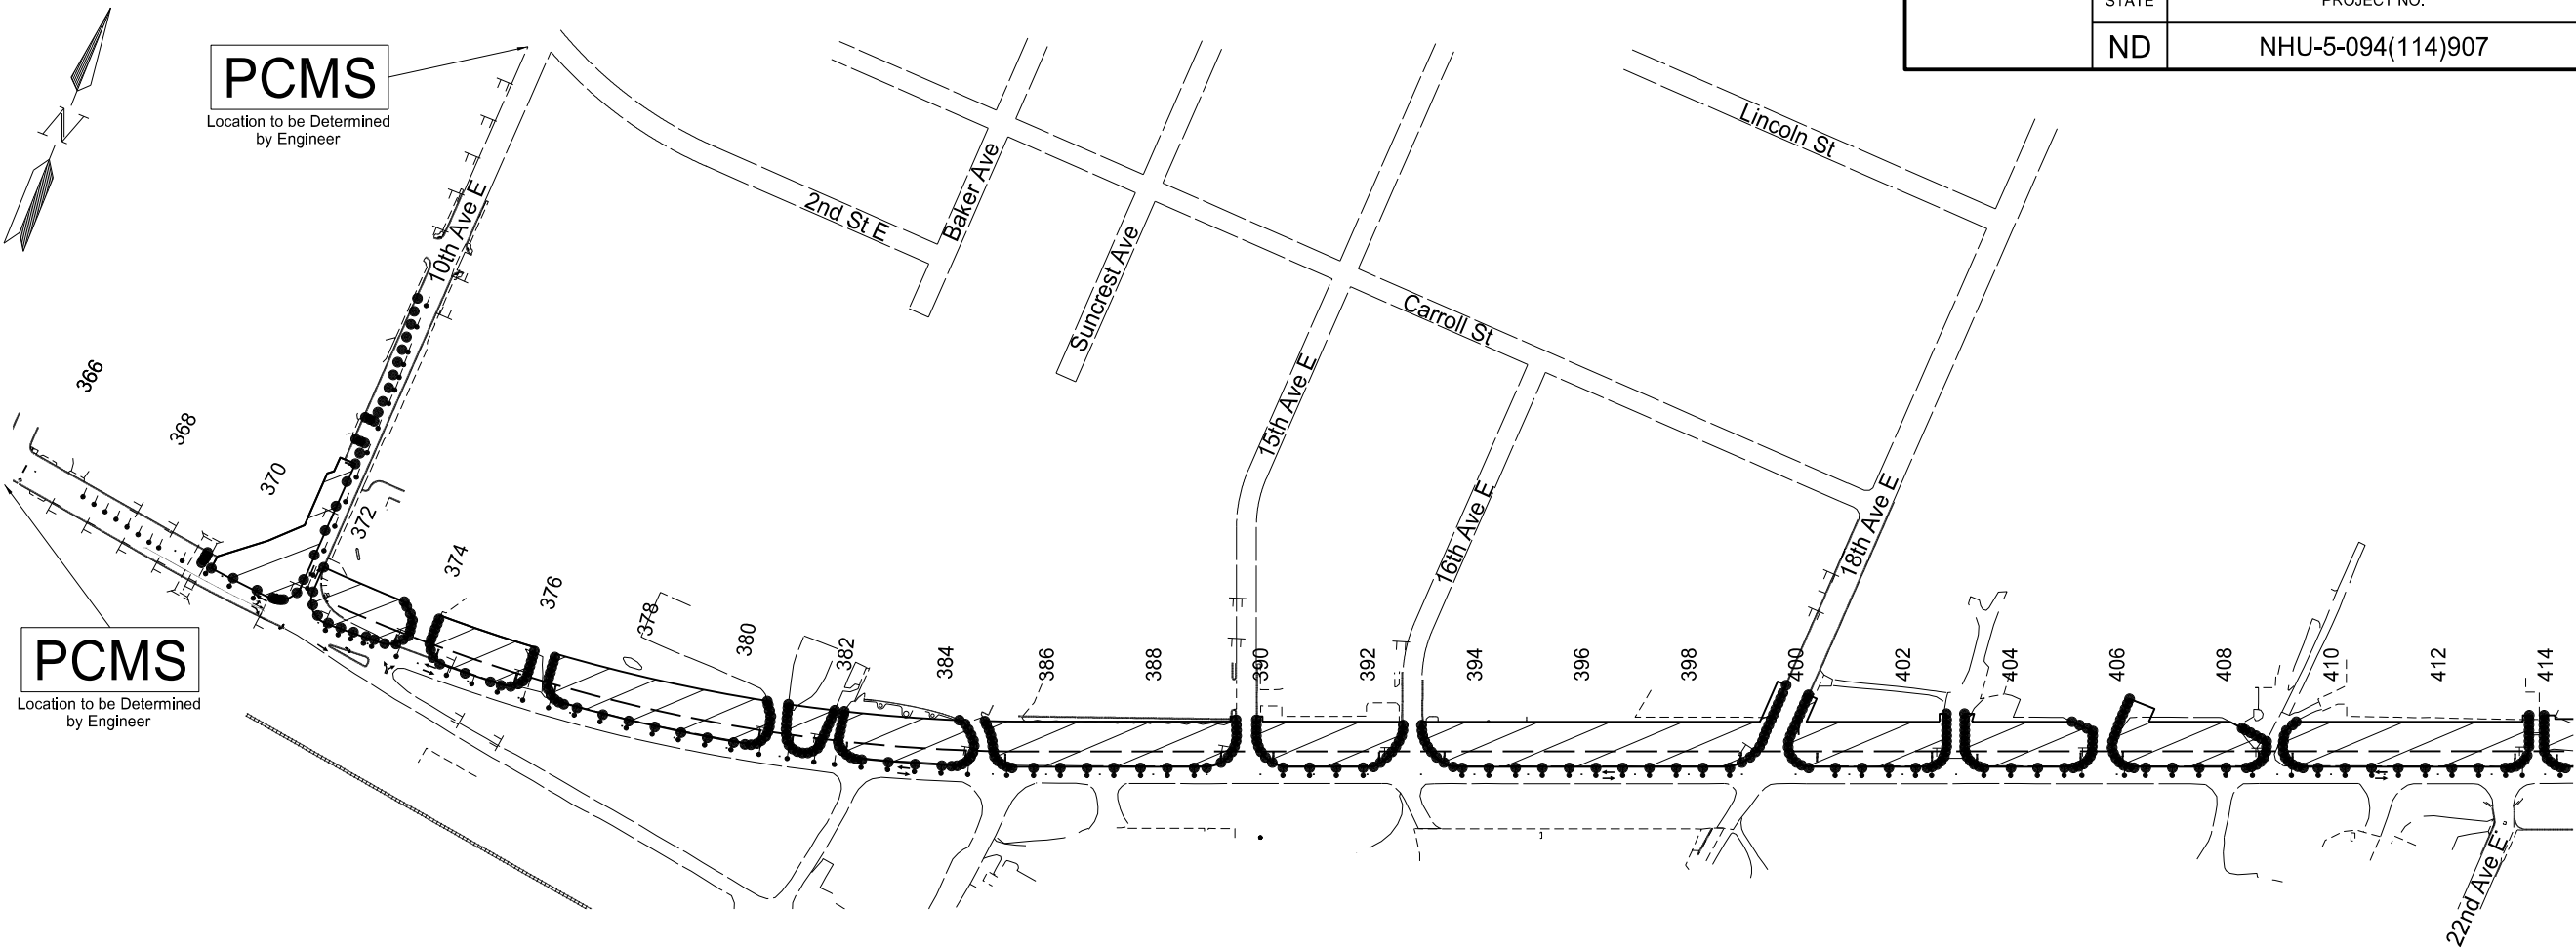 STATE
PROJECT NO.
ND
NHU-5-094(114)907
PCMS
Location to be Determined
by Engineer
N
Lincoln St
Baker Ave
2nd St E
10th Ave E
Suncrest Ave
Carroll St
15th Ave E
16th Ave E
18th Ave E
366
368
370
372
374
376
378
380
382
384
386
388
390
392
394
396
398
400
402
404
406
408
410
412
414
PCMS
Location to be Determined
by Engineer
22nd Ave E